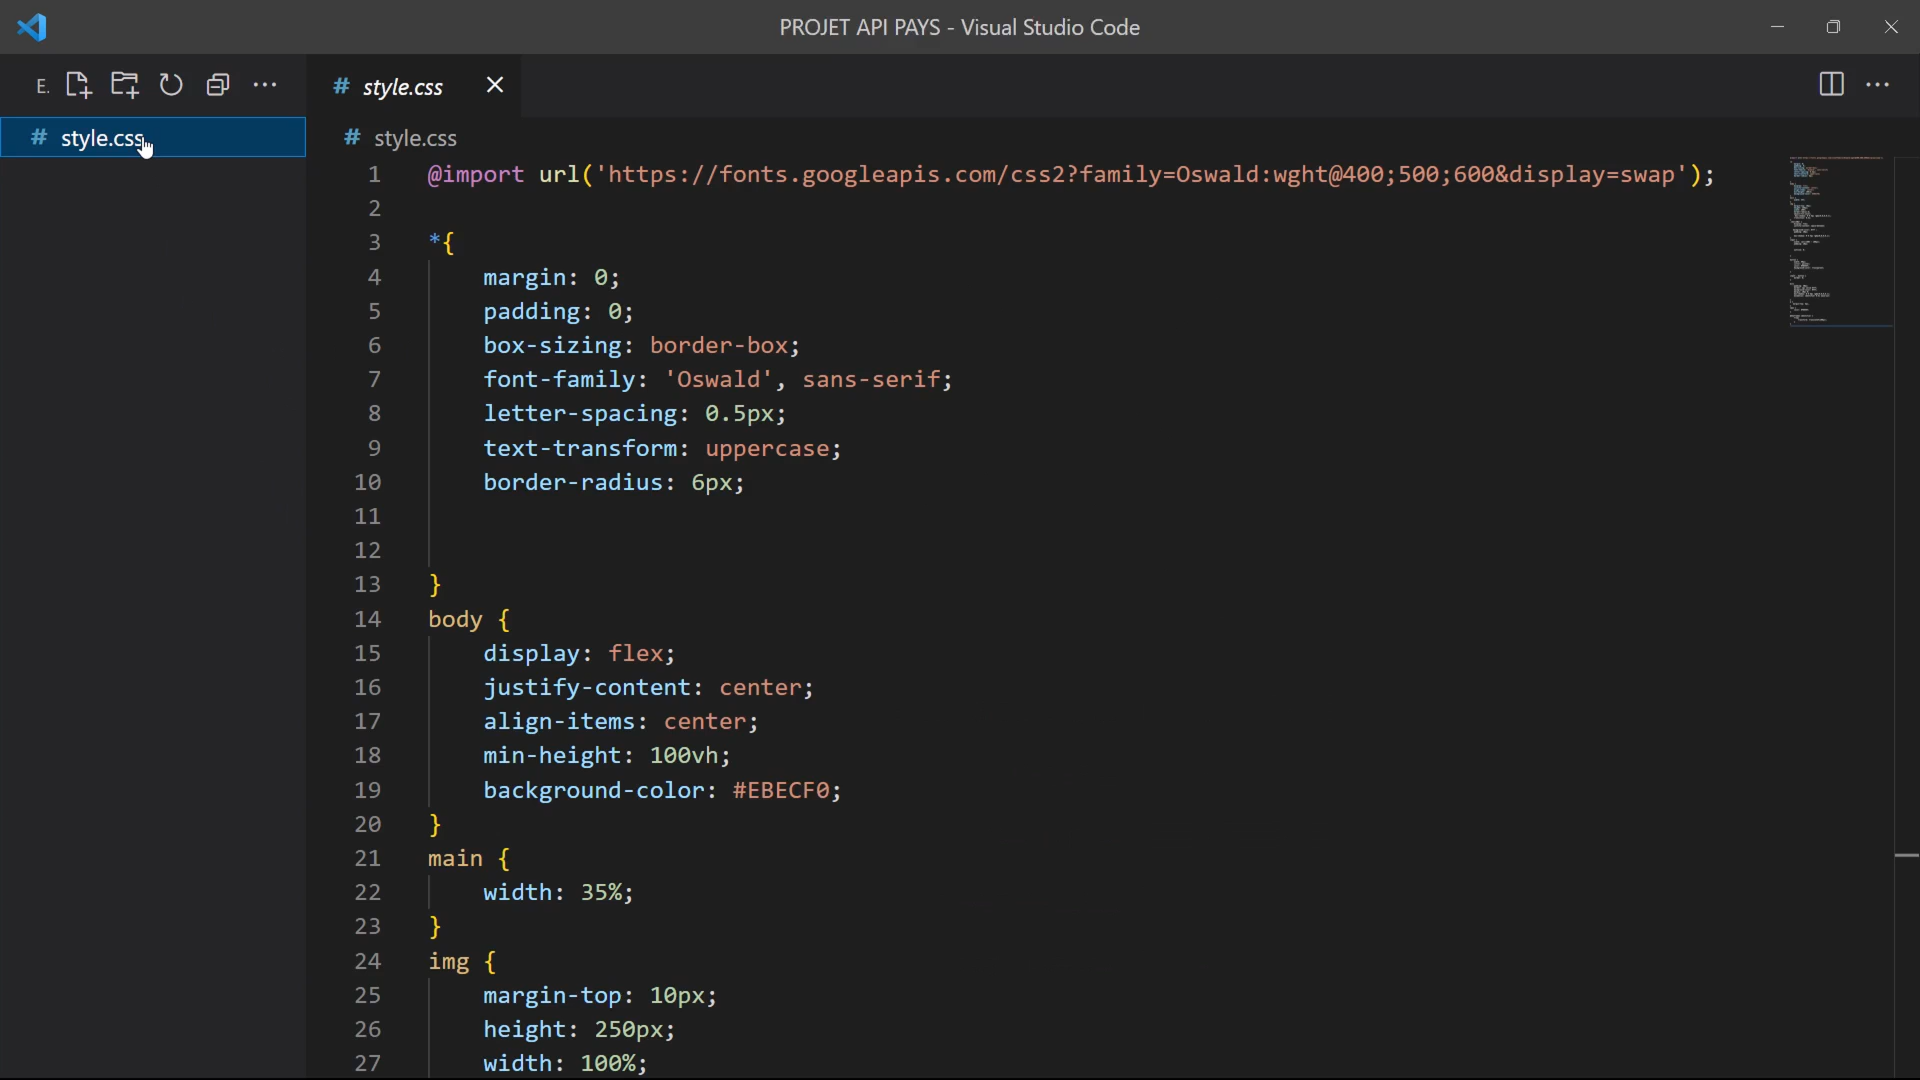 PROJET API PAYS - Visual Studio Code
E.
# style.css
# style.css
# style.css
1 @import url('https://fonts.googleapis.com/css2?family=Oswald:wght@400;500;600&display=swap');
2
3 *{
4 margin: 0;
5 padding: 0;
6 box-sizing: border-box;
7 font-family: 'Oswald', sans-serif;
8 letter-spacing: 0.5px;
9 text-transform: uppercase;
10 border-radius: 6px;
11
12
13 }
14 body {
15 display: flex;
16 justify-content: center;
17 align-items: center;
18 min-height: 100vh;
19 background-color: #EBECF0;
20 }
21 main {
22 width: 35%;
23 }
24 img {
25 margin-top: 10px;
26 height: 250px;
27 width: 100%;